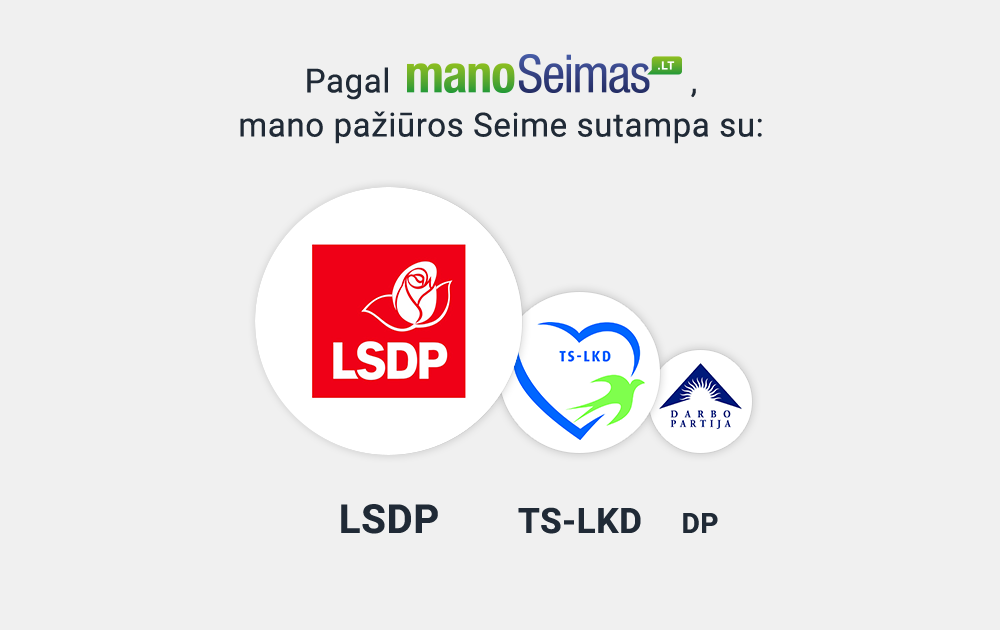 Pagal manoSeimas.LT ,
mano pažiūros Seime sutampa su:
LSDP
TS-LKD
DARBO
PARTIJA
LSDP TS-LKD DP